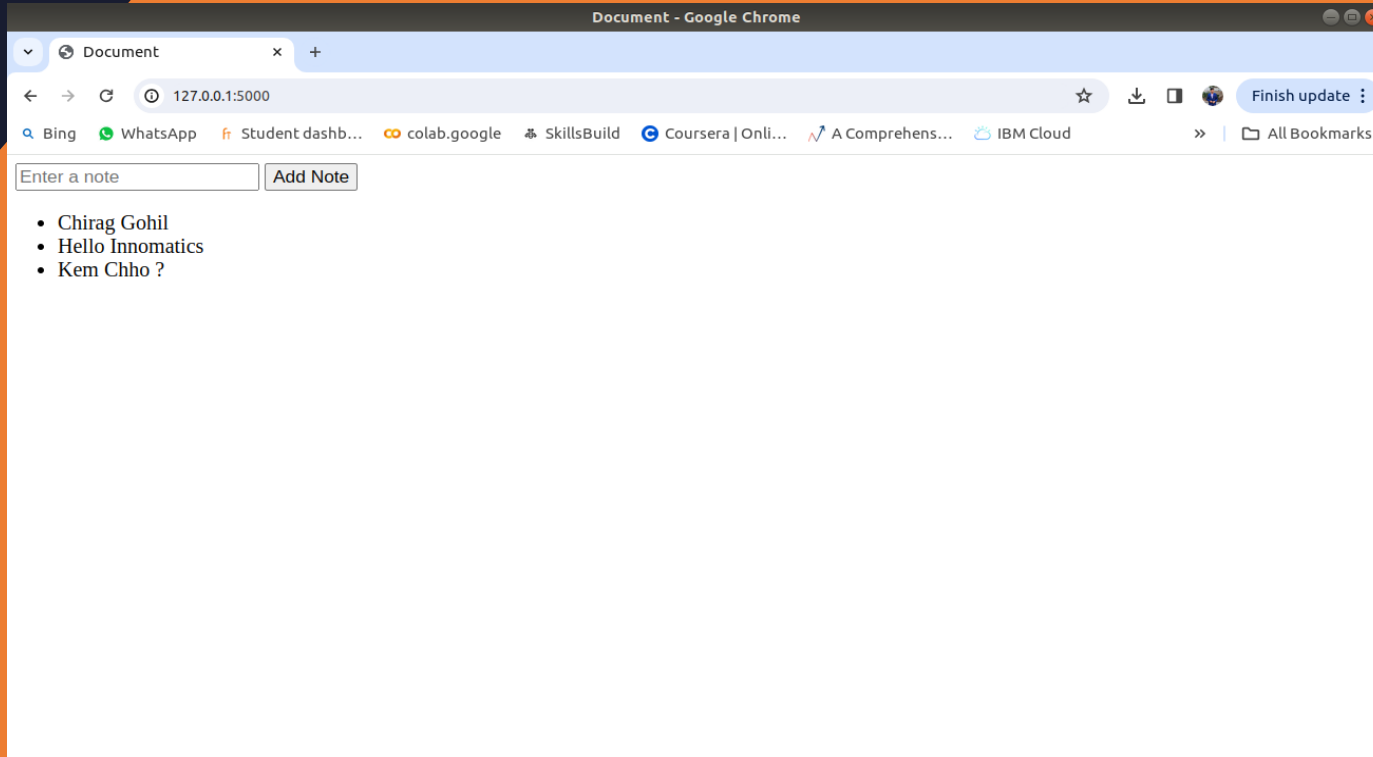 Document - Google Chrome
Document
127.0.0.1:5000
Finish update
Bing WhatsApp Student dashb... colab.google SkillsBuild Coursera | Onli... A Comprehens... IBM Cloud » All Bookmarks
Enter a note Add Note
• Chirag Gohil
• Hello Innomatics
• Kem Chho ?